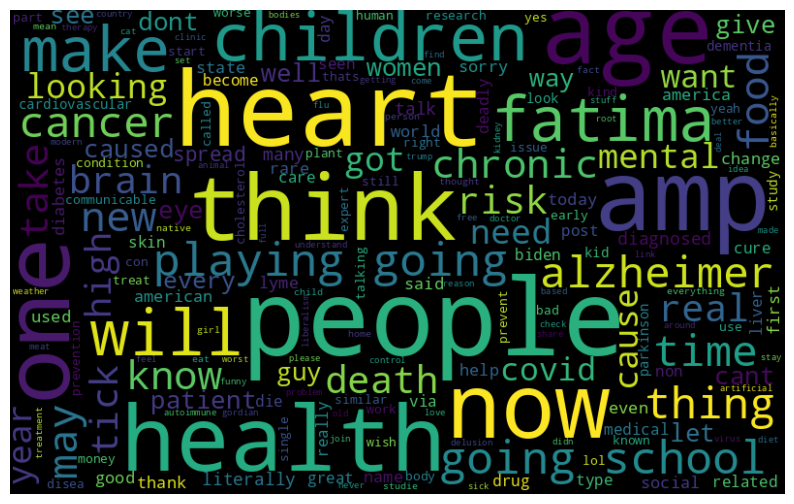 part
country
see
dont
mean
therapy
cat
bodies
worse
human
research
yes
clinic
start
set
children
flu
day
age
give
dementia
make
state
sorry
women
way
want
food
looking
become
well
seen
thats
getting
find
come
fact
kind
stuff
look
america
better
basically
cardiovascular
called
talk
deadly
yeah
cancer
heart
person
world
right
trump
kidney
root
deal
fatima
caused
spread
many
plant
got
chronic
issue
mental
change
modern
animal
rare
care
still
thought
idea
study
condition
brain
communicable
cholesterol
think
expert
free
doctor
risk
today
early
made
take
diabetes
new
eye
full
understand
need
post
link
amp
skin
native
lyme
kid
diagnosed
cure
one
con
playing going
talking
said
biden
alzheimer
weather
treat
every
american
child
reason
prevent
based
bad
check
share
cause
real
liver
first
everything
around
high
used
girl
liberalism
will
people
home
use
parkinson
time
stay
meat
prevention
feel
eat
worst
please
control
help
non
cant
know
funny
guy
death
covid
thing
artificial
year
may
tick
patient
die
similar
via
even
autoimmune
gordian
problem
old
work
love
now
medical
let
treatment
health
single
really
join
wish
delusion
didn
known
virus
diet
money
name
body
lol
going
school
disea
good
thank
literally
great
never
studie
sick
drug
type
social
related